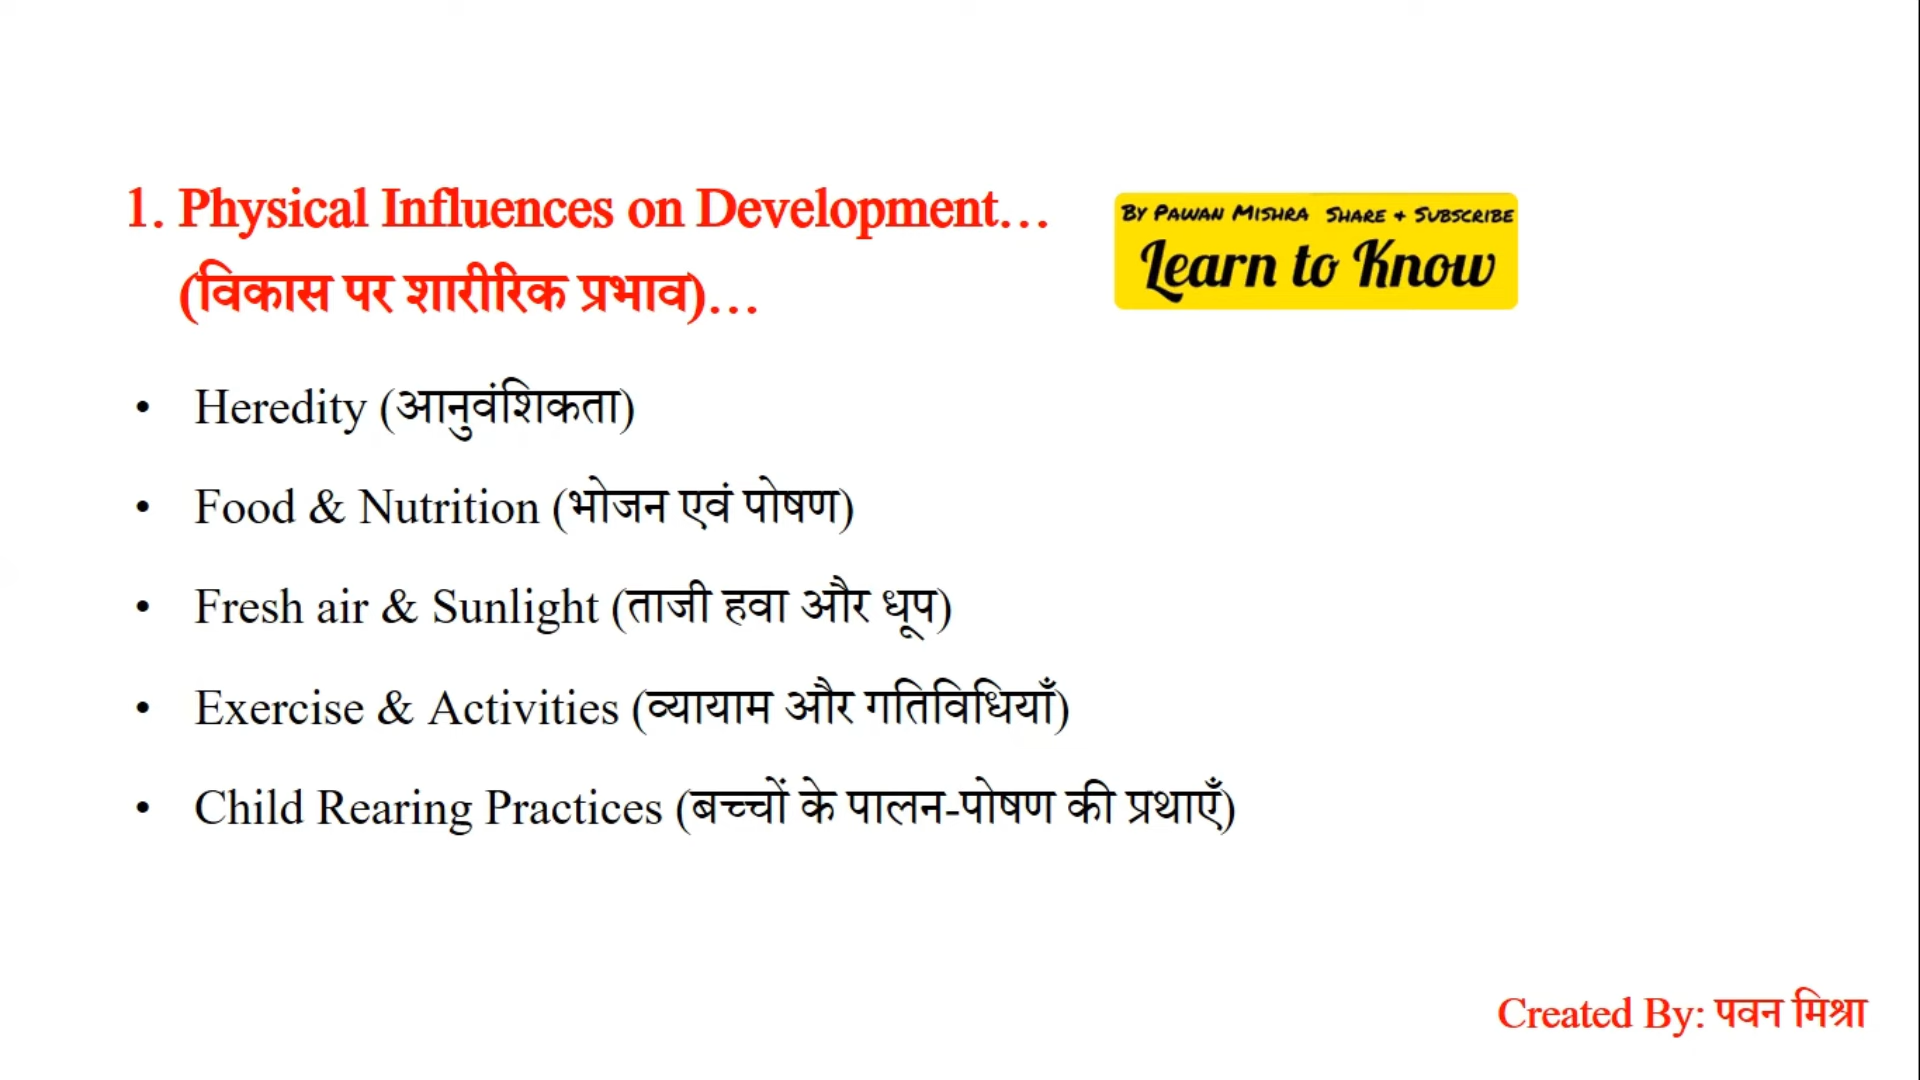 1. Physical Influences on Development…
(विकास पर शारीरिक प्रभाव)…
By Pawan Mishra Share + Subscribe
Learn to Know
• Heredity (आनुवंशिकता)
• Food & Nutrition (भोजन एवं पोषण)
• Fresh air & Sunlight (ताजी हवा और धूप)
• Exercise & Activities (व्यायाम और गतिविधियाँ)
• Child Rearing Practices (बच्चों के पालन-पोषण की प्रथाएँ)
Created By: पवन मिश्रा